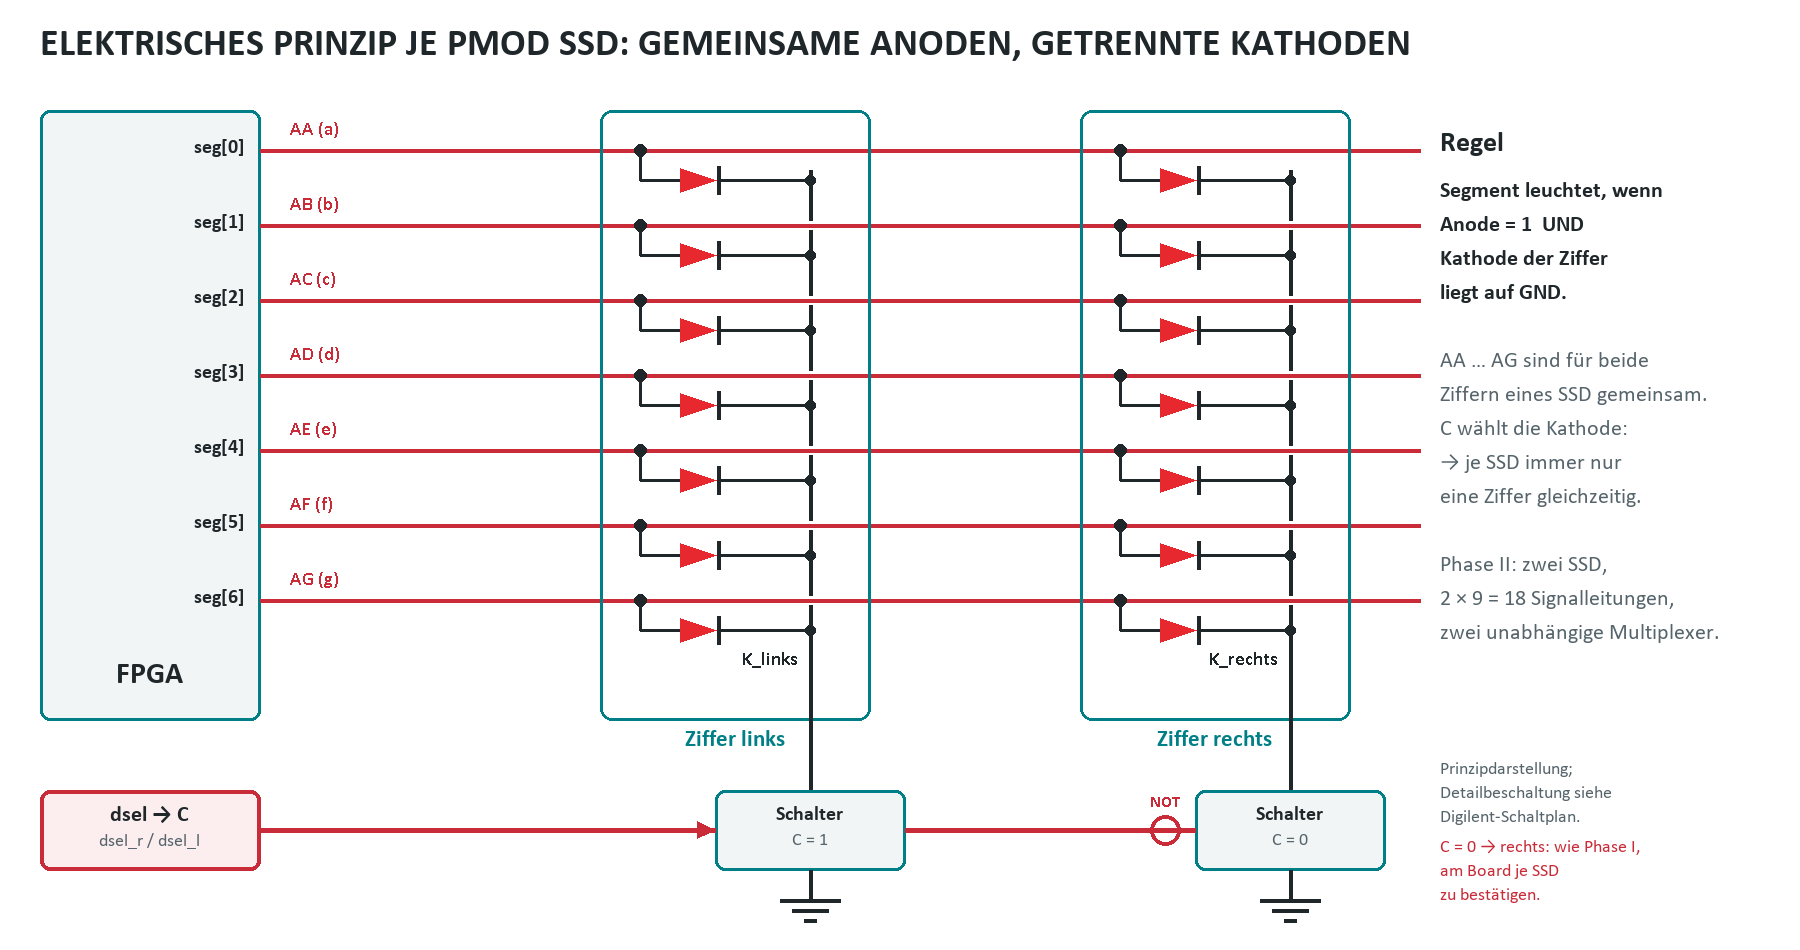 ELEKTRISCHES PRINZIP JE PMOD SSD: GEMEINSAME ANODEN, GETRENNTE KATHODEN
seg[0]
seg[1]
seg[2]
seg[3]
seg[4]
seg[5]
seg[6]
FPGA
AA (a)
AB (b)
AC (c)
AD (d)
AE (e)
AF (f)
AG (g)
K_links
Ziffer links
K_rechts
Ziffer rechts
Regel
Segment leuchtet, wenn
Anode = 1 UND
Kathode der Ziffer
liegt auf GND.
AA ... AG sind für beide
Ziffern eines SSD gemeinsam.
C wählt die Kathode:
→ je SSD immer nur
eine Ziffer gleichzeitig.
Phase II: zwei SSD,
2 × 9 = 18 Signalleitungen,
zwei unabhängige Multiplexer.
dsel → C
dsel_r / dsel_l
Schalter
C = 1
NOT
Schalter
C = 0
Prinzipdarstellung;
Detailbeschaltung siehe
Digilent-Schaltplan.
C = 0 → rechts: wie Phase I,
am Board je SSD
zu bestätigen.